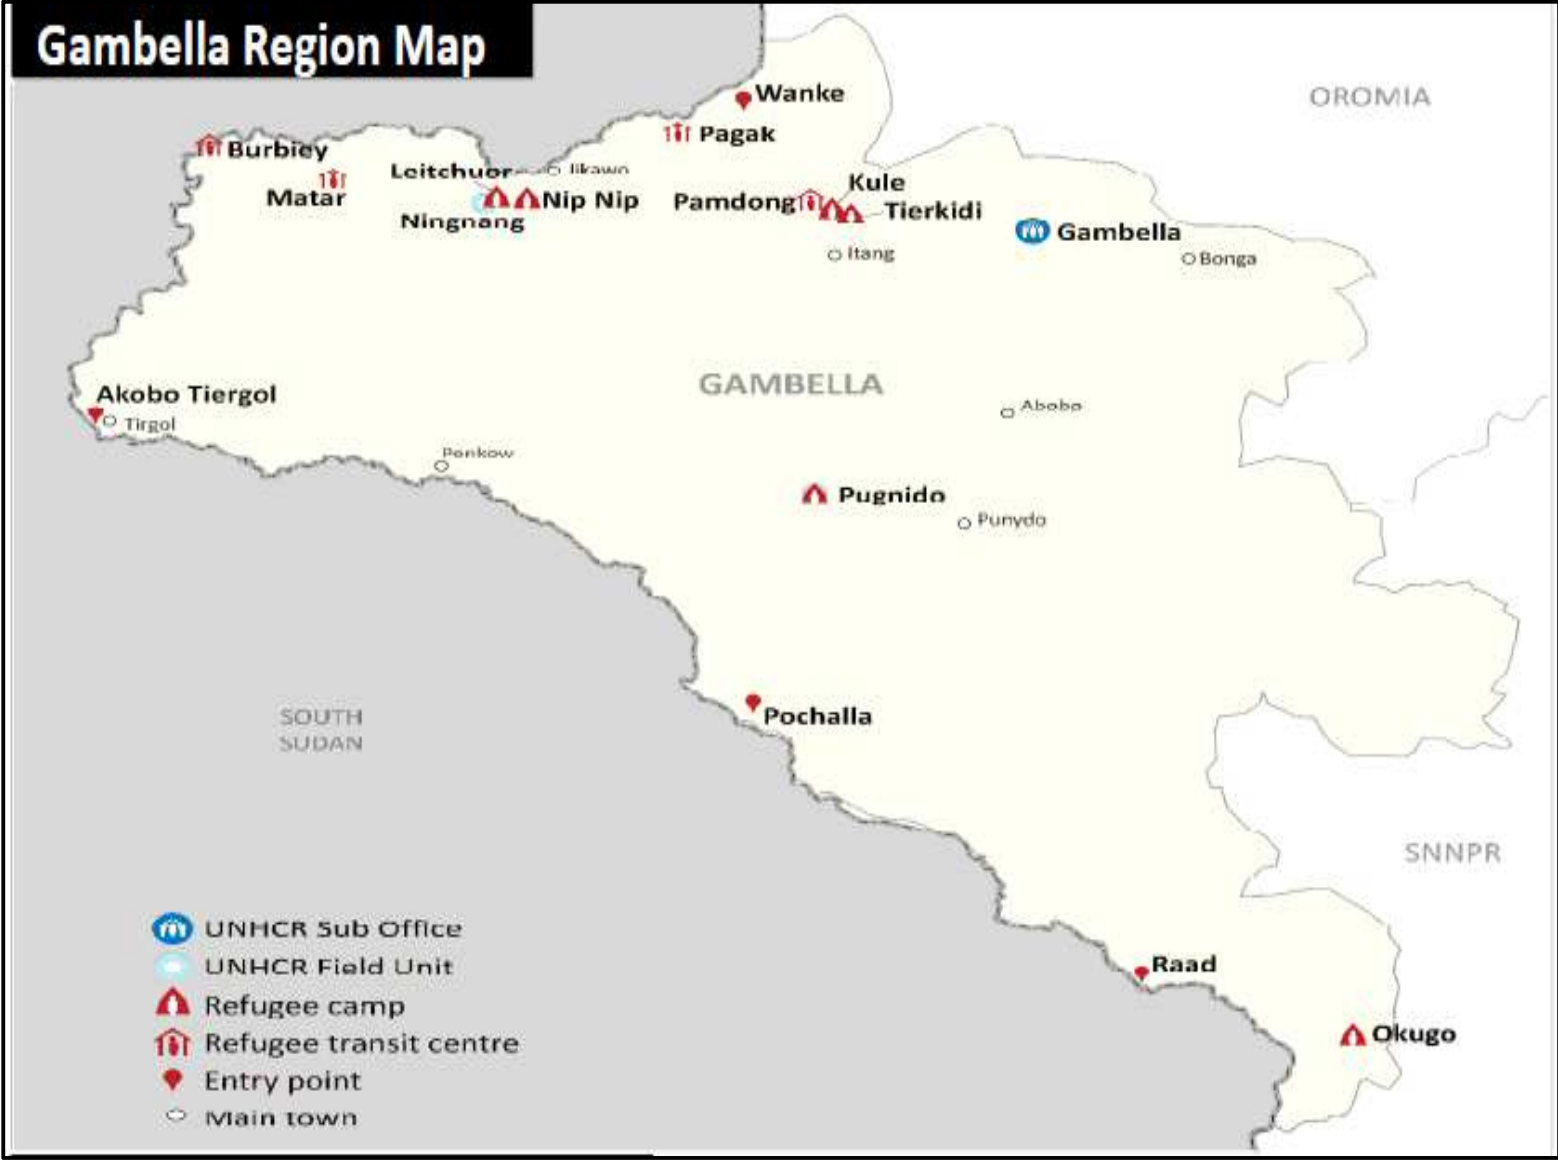 Gambella Region Map
OROMIA
Wanke
Pagak
Burbiey
Leitchuor
Jikawo
Matar
Nip Nip
Ningnang
Kule
Pamdong
Tierkidi
Gambella
Itang
Bonga
GAMBELLA
Akobo Tiergol
Tirgol
Abobo
Penkow
Pugnido
Punydo
SOUTH
SUDAN
Pochalla
SNNPR
Raad
Okugo
UNHCR Sub Office
UNHCR Field Unit
Refugee camp
Refugee transit centre
Entry point
Main town